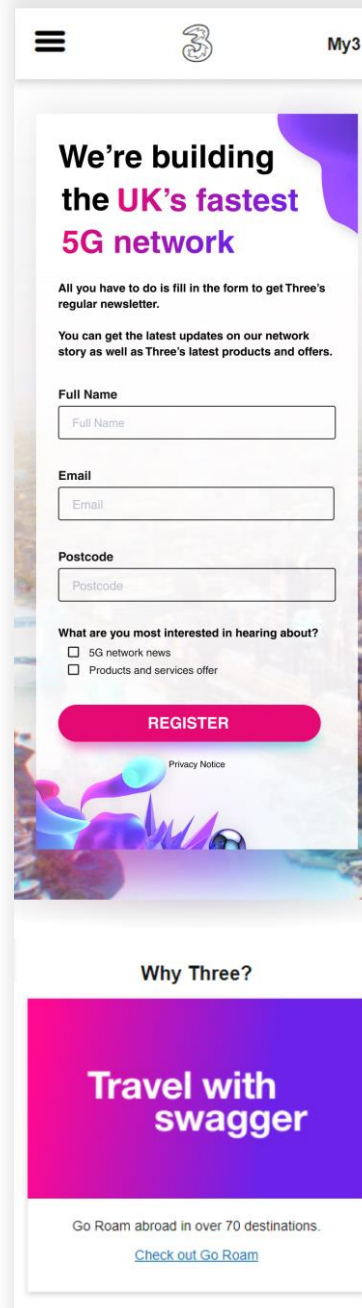 3
My3
We're building
the UK's fastest
5G network
All you have to do is fill in the form to get Three's
regular newsletter.
You can get the latest updates on our network
story as well as Three's latest products and offers.
Full Name
Full Name
Email
Email
Postcode
Postcode
What are you most interested in hearing about?
5G network news
Products and services offer
REGISTER
Privacy Notice
Why Three?
Travel with
swagger
Go Roam abroad in over 70 destinations.
Check out Go Roam